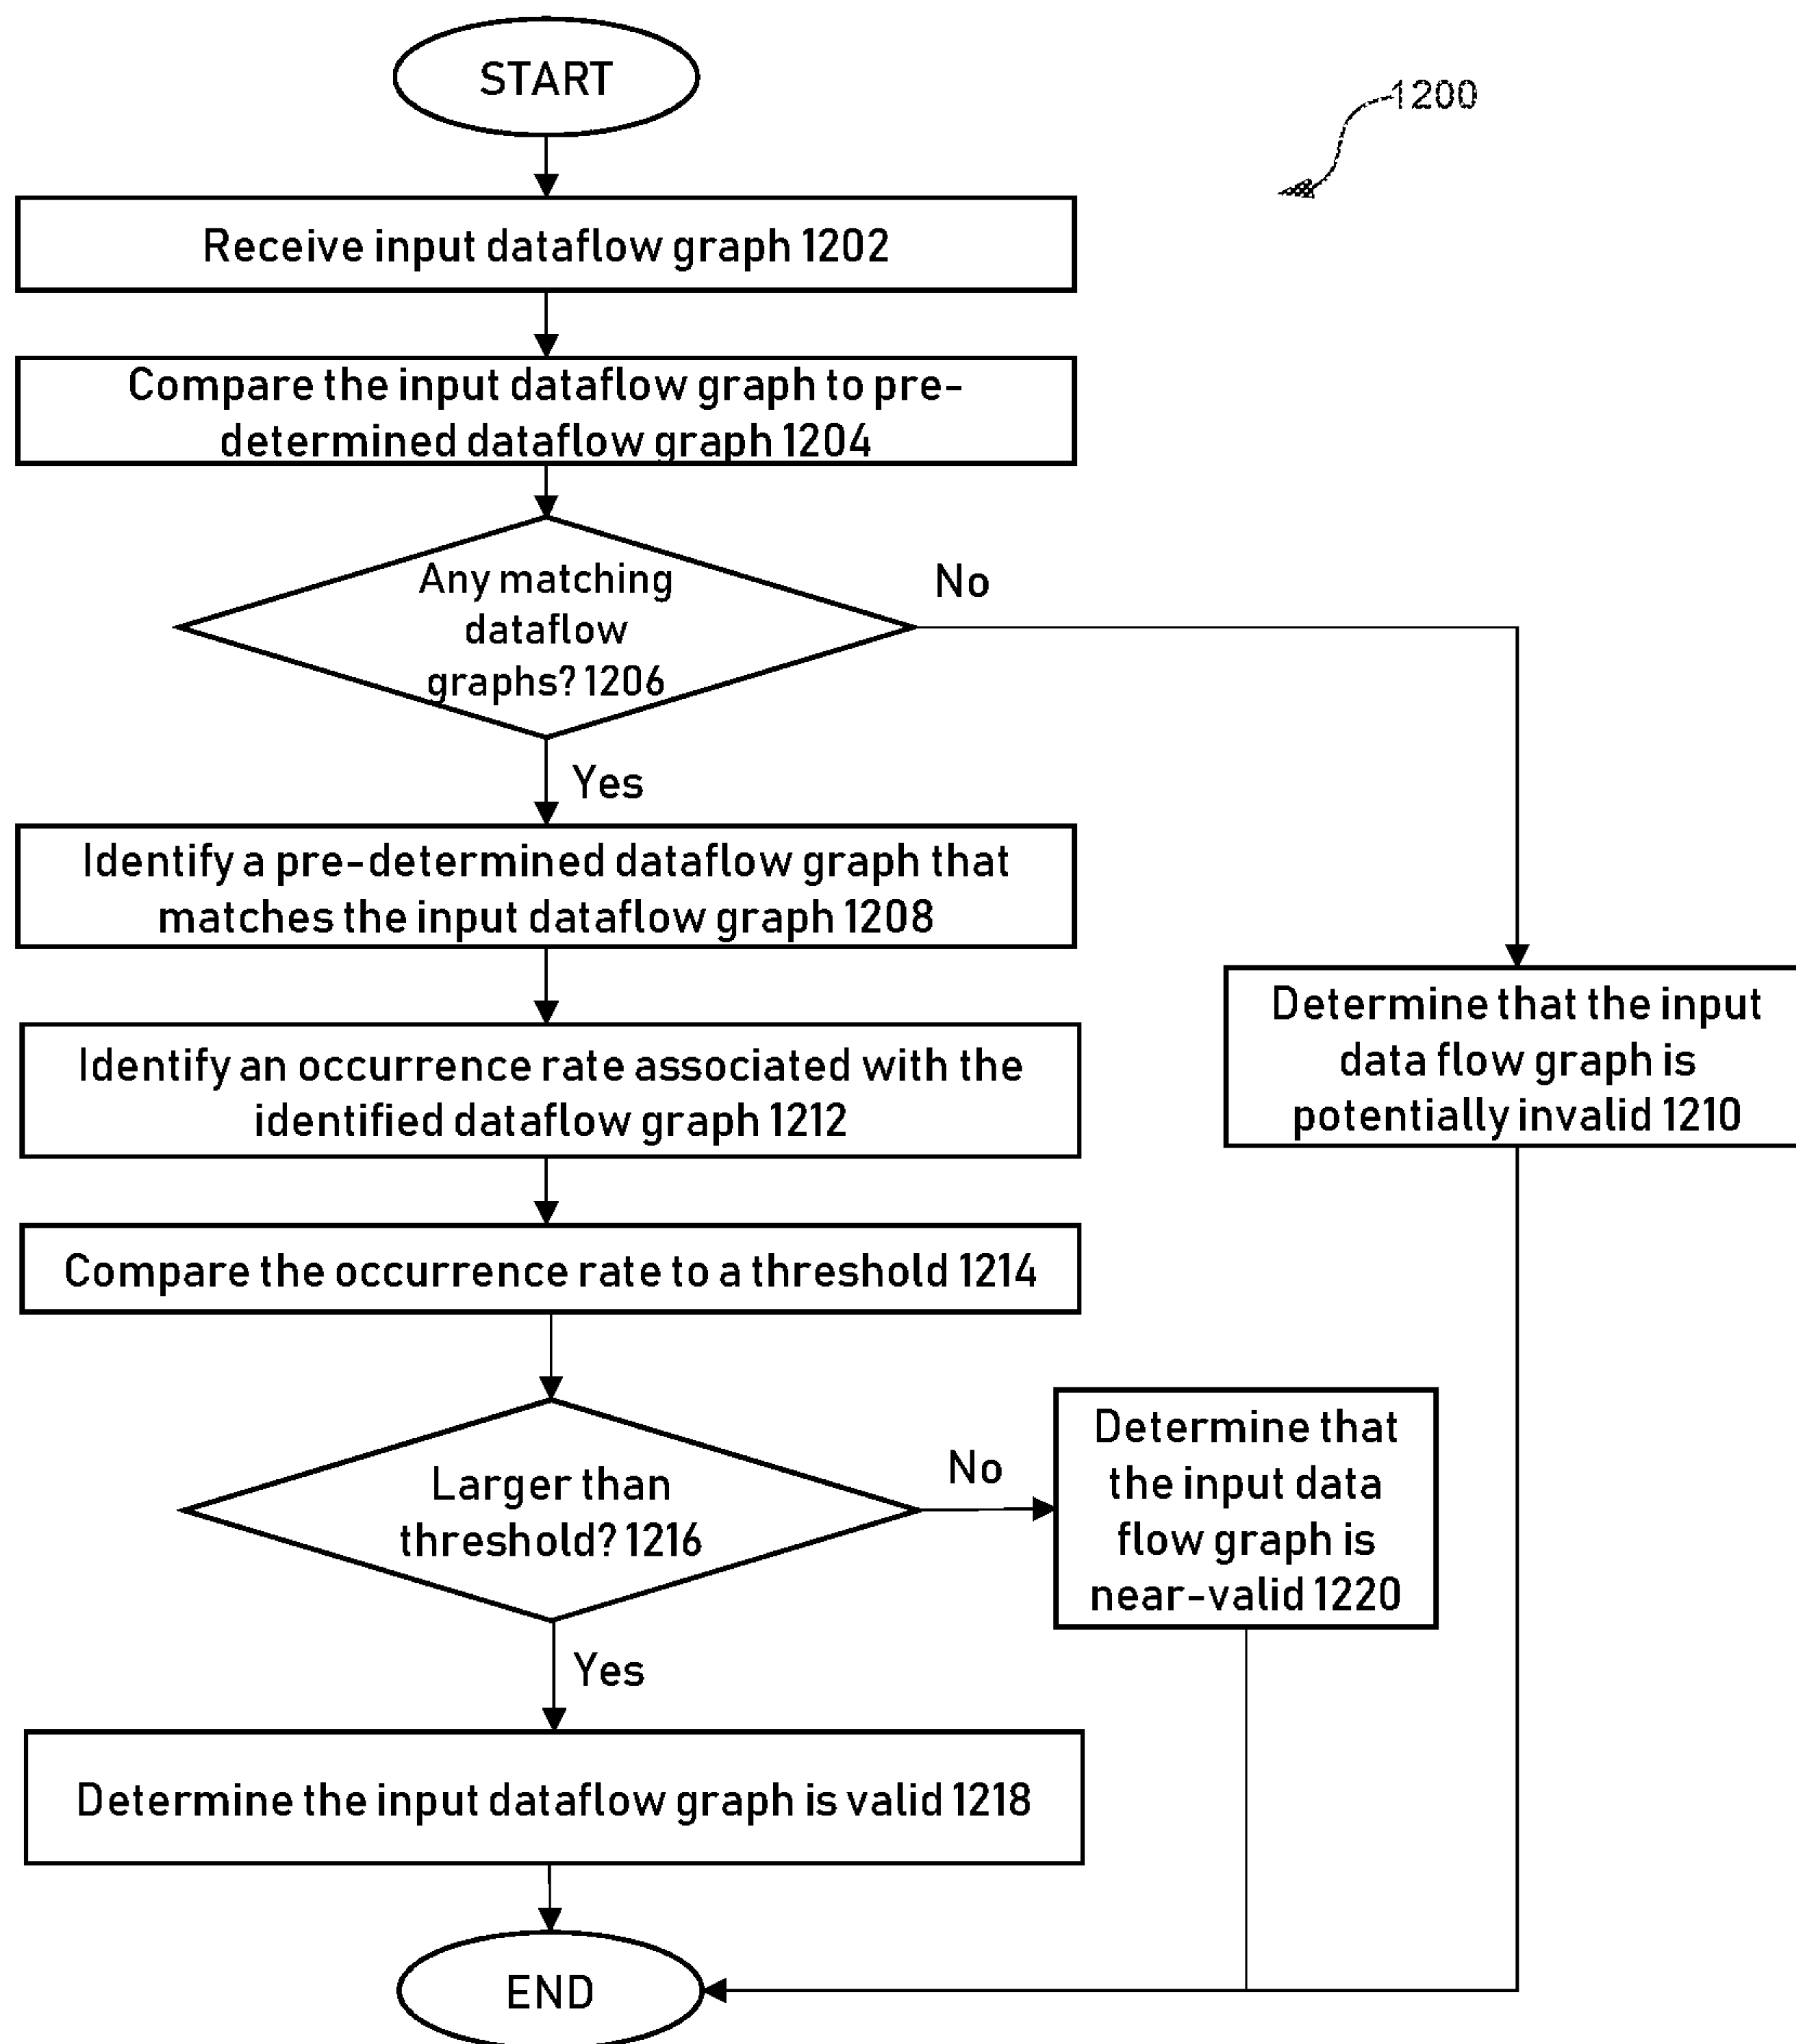 START
1200
Receive input dataflow graph 1202
Compare the input dataflow graph to pre-
determined dataflow graph 1204
Any matching
dataflow
graphs? 1206
No
Yes
Identify a pre-determined dataflow graph that
matches the input dataflow graph 1208
Determine that the input
data flow graph is
potentially invalid 1210
Identify an occurrence rate associated with the
identified dataflow graph 1212
Compare the occurrence rate to a threshold 1214
Larger than
threshold? 1216
No
Determine that
the input data
flow graph is
near-valid 1220
Yes
Determine the input dataflow graph is valid 1218
END